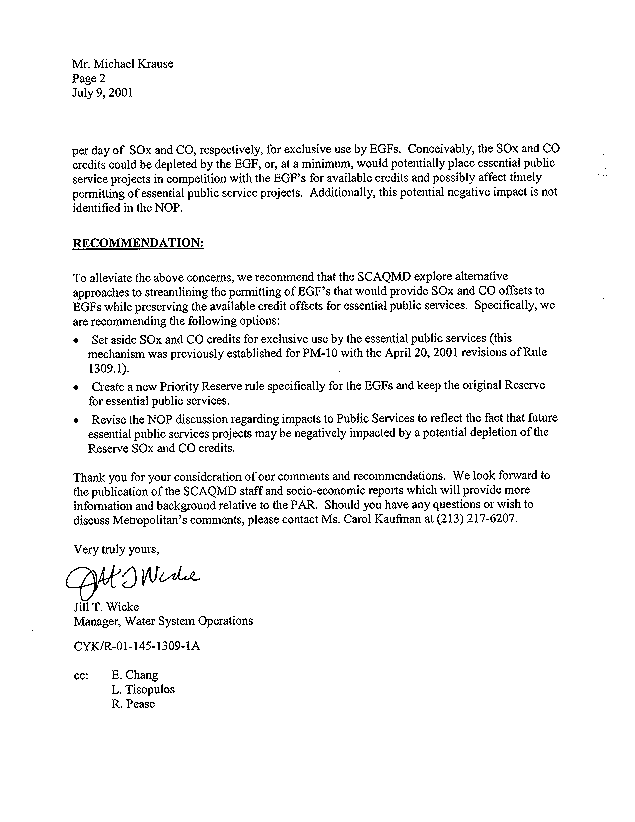 Mr. Michael Krause
Page 2
July 9, 2001
per day of SOx and CO, respectively, for exclusive use by EGFs. Conceivably, the SOx and CO
credits could be depleted by the EGF, or, at a minimum, would potentially place essential public
service projects in competition with the EGF's for available credits and possibly affect timely
permitting of essential public service projects. Additionally, this potential negative impact is not
identified in the NOP.
RECOMMENDATION:
To alleviate the above concerns, we recommend that the SCAQMD explore alternative
approaches to streamlining the permitting of EGF's that would provide SOx and CO offsets to
EGFs while preserving the available credit offsets for essential public services. Specifically, we
are recommending the following options:
• Set aside SOx and CO credits for exclusive use by the essential public services (this
mechanism was previously established for PM-10 with the April 20, 2001 revisions of Rule
1309.1).
• Create a new Priority Reserve rule specifically for the EGFs and keep the original Reserve
for essential public services.
• Revise the NOP discussion regarding impacts to Public Services to reflect the fact that future
essential public services projects may be negatively impacted by a potential depletion of the
Reserve SOx and CO credits.
Thank you for your consideration of our comments and recommendations. We look forward to
the publication of the SCAQMD staff and socio-economic reports which will provide more
information and background relative to the PAR. Should you have any questions or wish to
discuss Metropolitan's comments, please contact Ms. Carol Kaufman at (213) 217-6207.
Very truly yours,
Jill T. Wicke
Manager, Water System Operations
CYK/R-01-145-1309-1A
cc: E. Chang
L. Tisopulos
R. Pease